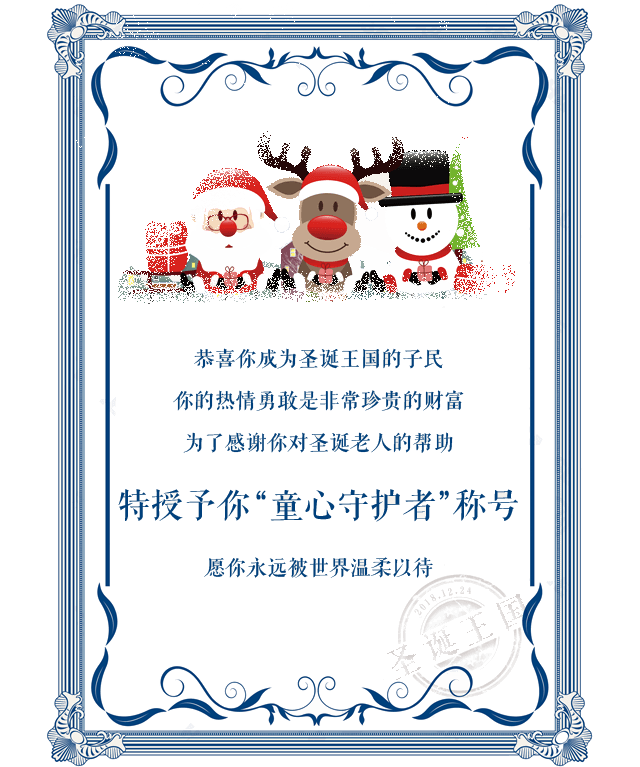 恭喜你成为圣诞王国的子民
你的热情勇敢是非常珍贵的财富
为了感谢你对圣诞老人的帮助
特授予你“童心守护者”称号
愿你永远被世界温柔以待
2018.12.24
圣诞王国